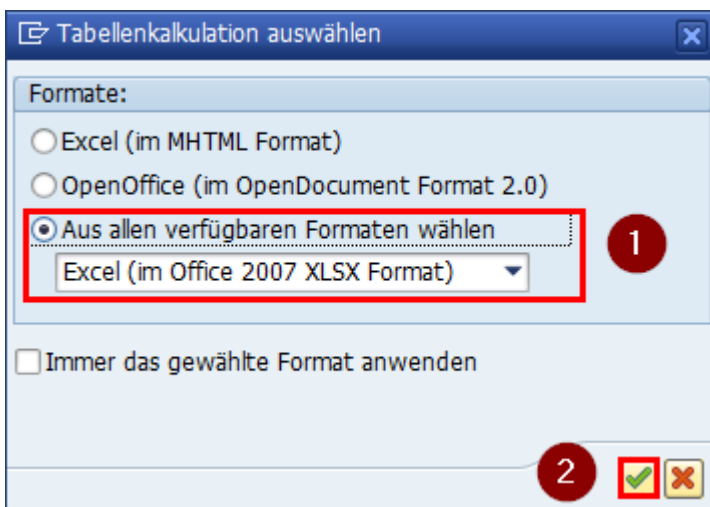 Tabellenkalkulation auswählen
Formate:
Excel (im MHTML Format)
OpenOffice (im OpenDocument Format 2.0)
Aus allen verfügbaren Formaten wählen
1
Excel (im Office 2007 XLSX Format)
Immer das gewählte Format anwenden
2